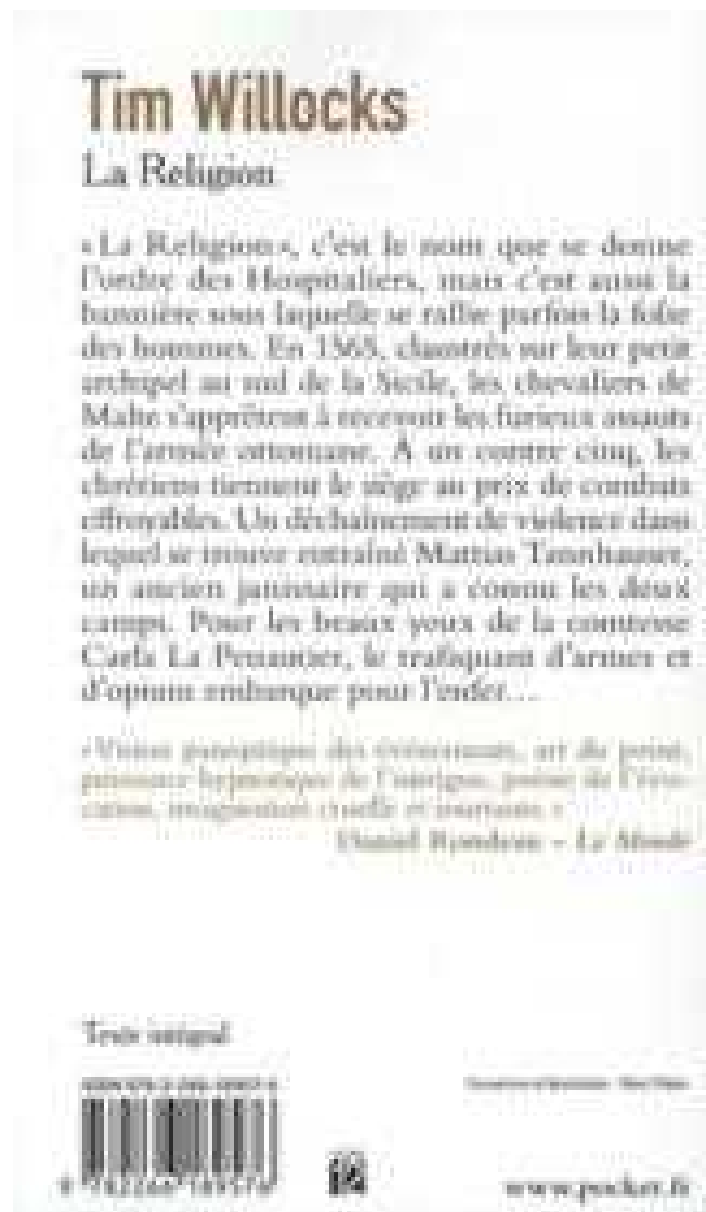 Tim Willocks
La Religion
« La Religion », c'est le nom que se donne
l'ordre des Hospitaliers, mais c'est aussi la
bannière sous laquelle se rallie parfois la folie
des hommes. En 1565, claustrés sur leur petit
archipel au sud de la Sicile, les chevaliers de
Malte s'apprêtent à recevoir les furieux assauts
de l'armée ottomane. À un contre cinq, les
chrétiens tiennent le siège au prix de combats
effroyables. Un déchaînement de violence dans
lequel se trouve entraîné Mattias Tannhauser,
un ancien janissaire qui a connu les deux
camps. Pour les beaux yeux de la comtesse
Carla La Penautier, le trafiquant d'armes et
d'opium embarque pour l'enfer…
« Vision panoptique des événements, art du point,
puissance de l'intrigue, poésie de l'évo-
cation, imagination cruelle et »
Daniel Rondeau – Le Monde
Texte intégral
www.pocket.fr